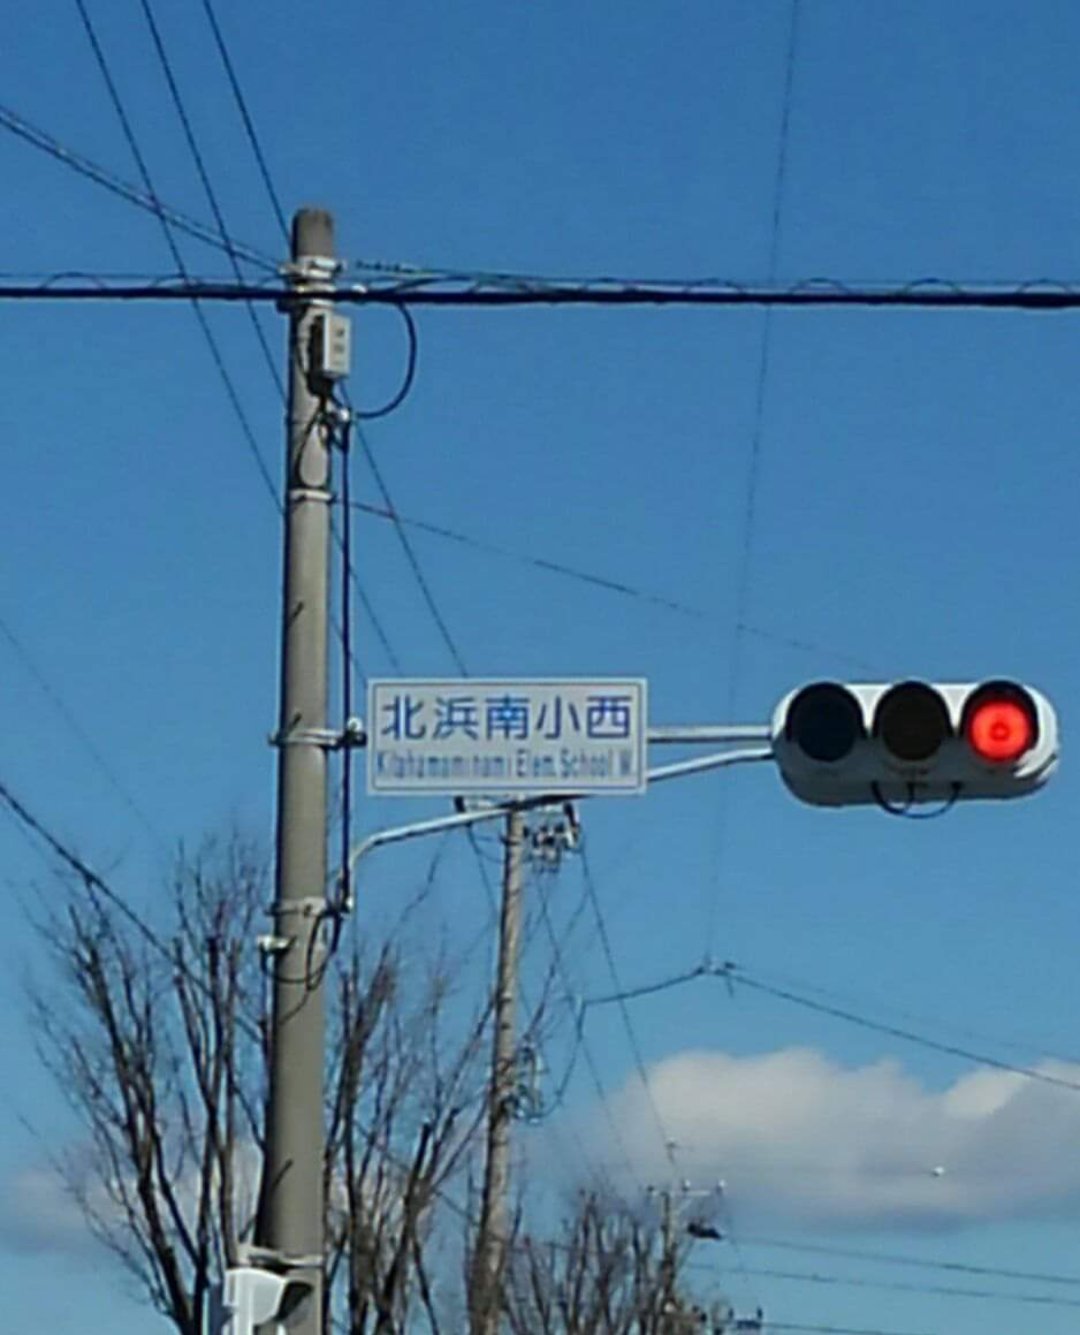 北浜南小西
Kitahamaminami Elem. School W.